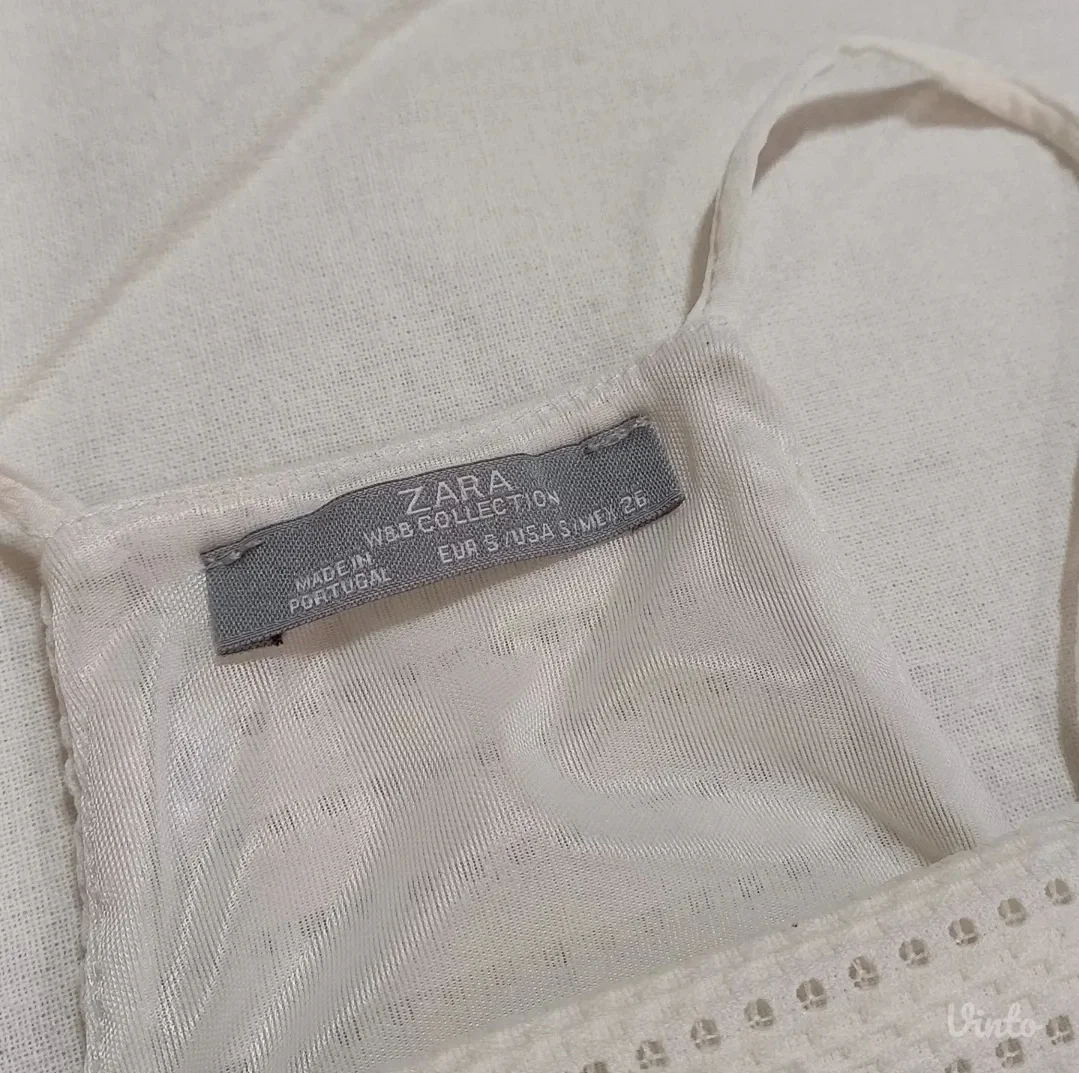 ZARA
W&B COLLECTION
MADE IN
PORTUGAL
EUR S / USA S / MEX 26
Vinto